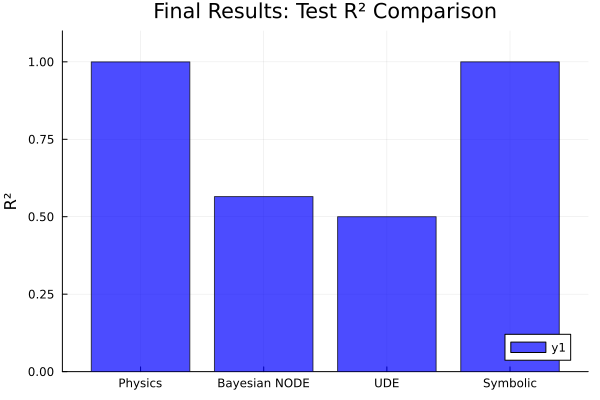 Final Results: Test R² Comparison
R²
1.00
0.75
0.50
0.25
0.00
Physics
Bayesian NODE
UDE
Symbolic
y1